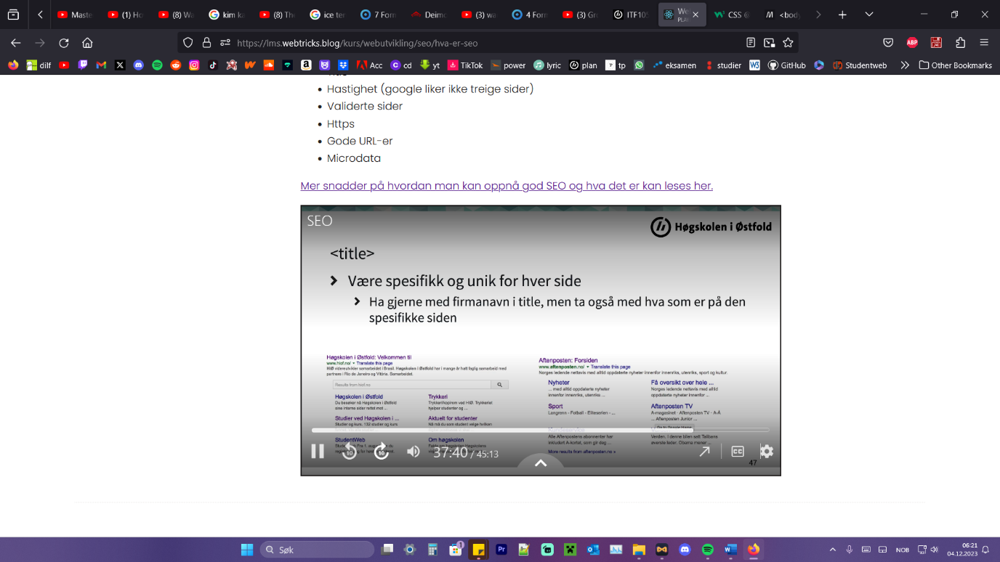 Maste
(1) Ho
(8) Wa
kim ka
(8) The
ice ter
7 Form
Deimo
(3) wa
4 Form
(3) Gr
ITF105
We
PLAY
CSS @
<body
https://lms.webtricks.blog/kurs/webutvikling/seo/hva-er-seo
ABP
dilf
Acc
cd
yt
TikTok
power
lyric
plan
tp
eksamen
studier
GitHub
Studentweb
Other Bookmarks
Hastighet (google liker ikke treige sider)
Validerte sider
Https
Gode URL-er
Microdata
Mer snadder på hvordan man kan oppnå god SEO og hva det er kan leses her.
SEO
Høgskolen i Østfold
<title>
Være spesifikk og unik for hver side
Ha gjerne med firmanavn i title, men ta også med hva som er på den
spesifikke siden
Høgskolen i Østfold: Velkommen til
www.hiof.no/ Translate this page
HiØ videreutvikler samarbeidet i Brasil. Høgskolen i Østfold her i mange år hatt faglig samarbeid med
partnere i Rio de Janeiro og Vitória. Samarbeidet.
Results from hiof.no
Høgskolen i Østfold
Du besøker nå Høgskolen i Østfold
sine interne sider rettet mot ...
Trykkeri
Trykkeri/kopirem ved HiØ. Trykkeriet
hjelper studenter og ...
Studier ved Høgskolen i ...
Studier og kurs. 132 studier og kurs
Aktuelt for studenter
Nå må du som student velge hvilken
StudentWeb
Om høgskolen
Aftenposten: Forsiden
www.aftenposten.no/ Translate this page
Norges ledende nettavis med alltid oppdaterte nyheter innenfor innenriks, utenriks, sport og kultur.
Nyheter
... med alltid oppdaterte nyheter
innenfor innenriks, utenriks ...
Få oversikt over hele ...
Norges ledende nettavis med alltid
oppdaterte nyheter innenfor ...
Sport
Langrenn - Fotball - Eliteserien - ...
Aftenposten TV
A-magasinet - Aftenposten TV - A-Å
... Aftenposten Junior ...
Alle Aftenpostens abonnenter har
inkludert A-kortet, som gir deg ...
Verden. I denne bilen satt Talibans
øverste leder. Obama mener ...
More results from aftenposten.no »
10
10
37:40 / 45:13
CC
47
Søk
1
Pr
NOB
06:21
04.12.2023